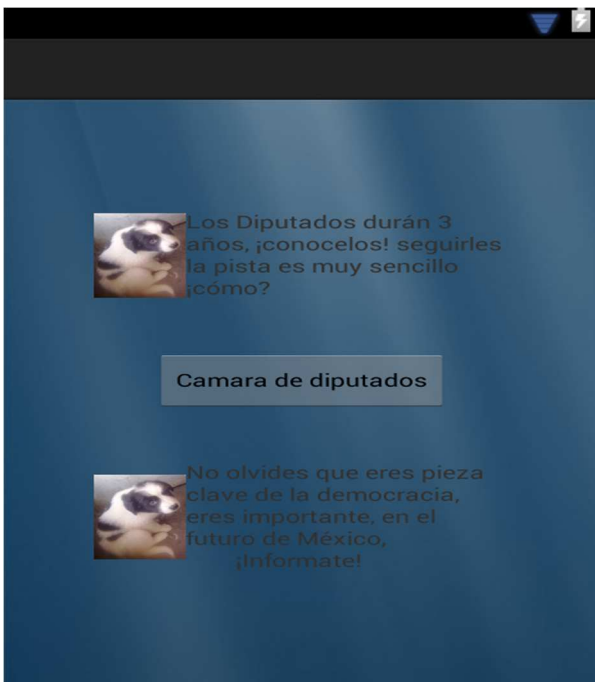 Los Diputados durán 3
años, ¡conocelos! seguirles
la pista es muy sencillo
¡cómo?
Camara de diputados
No olvides que eres pieza
clave de la democracia,
eres importante, en el
futuro de México,
¡Informate!